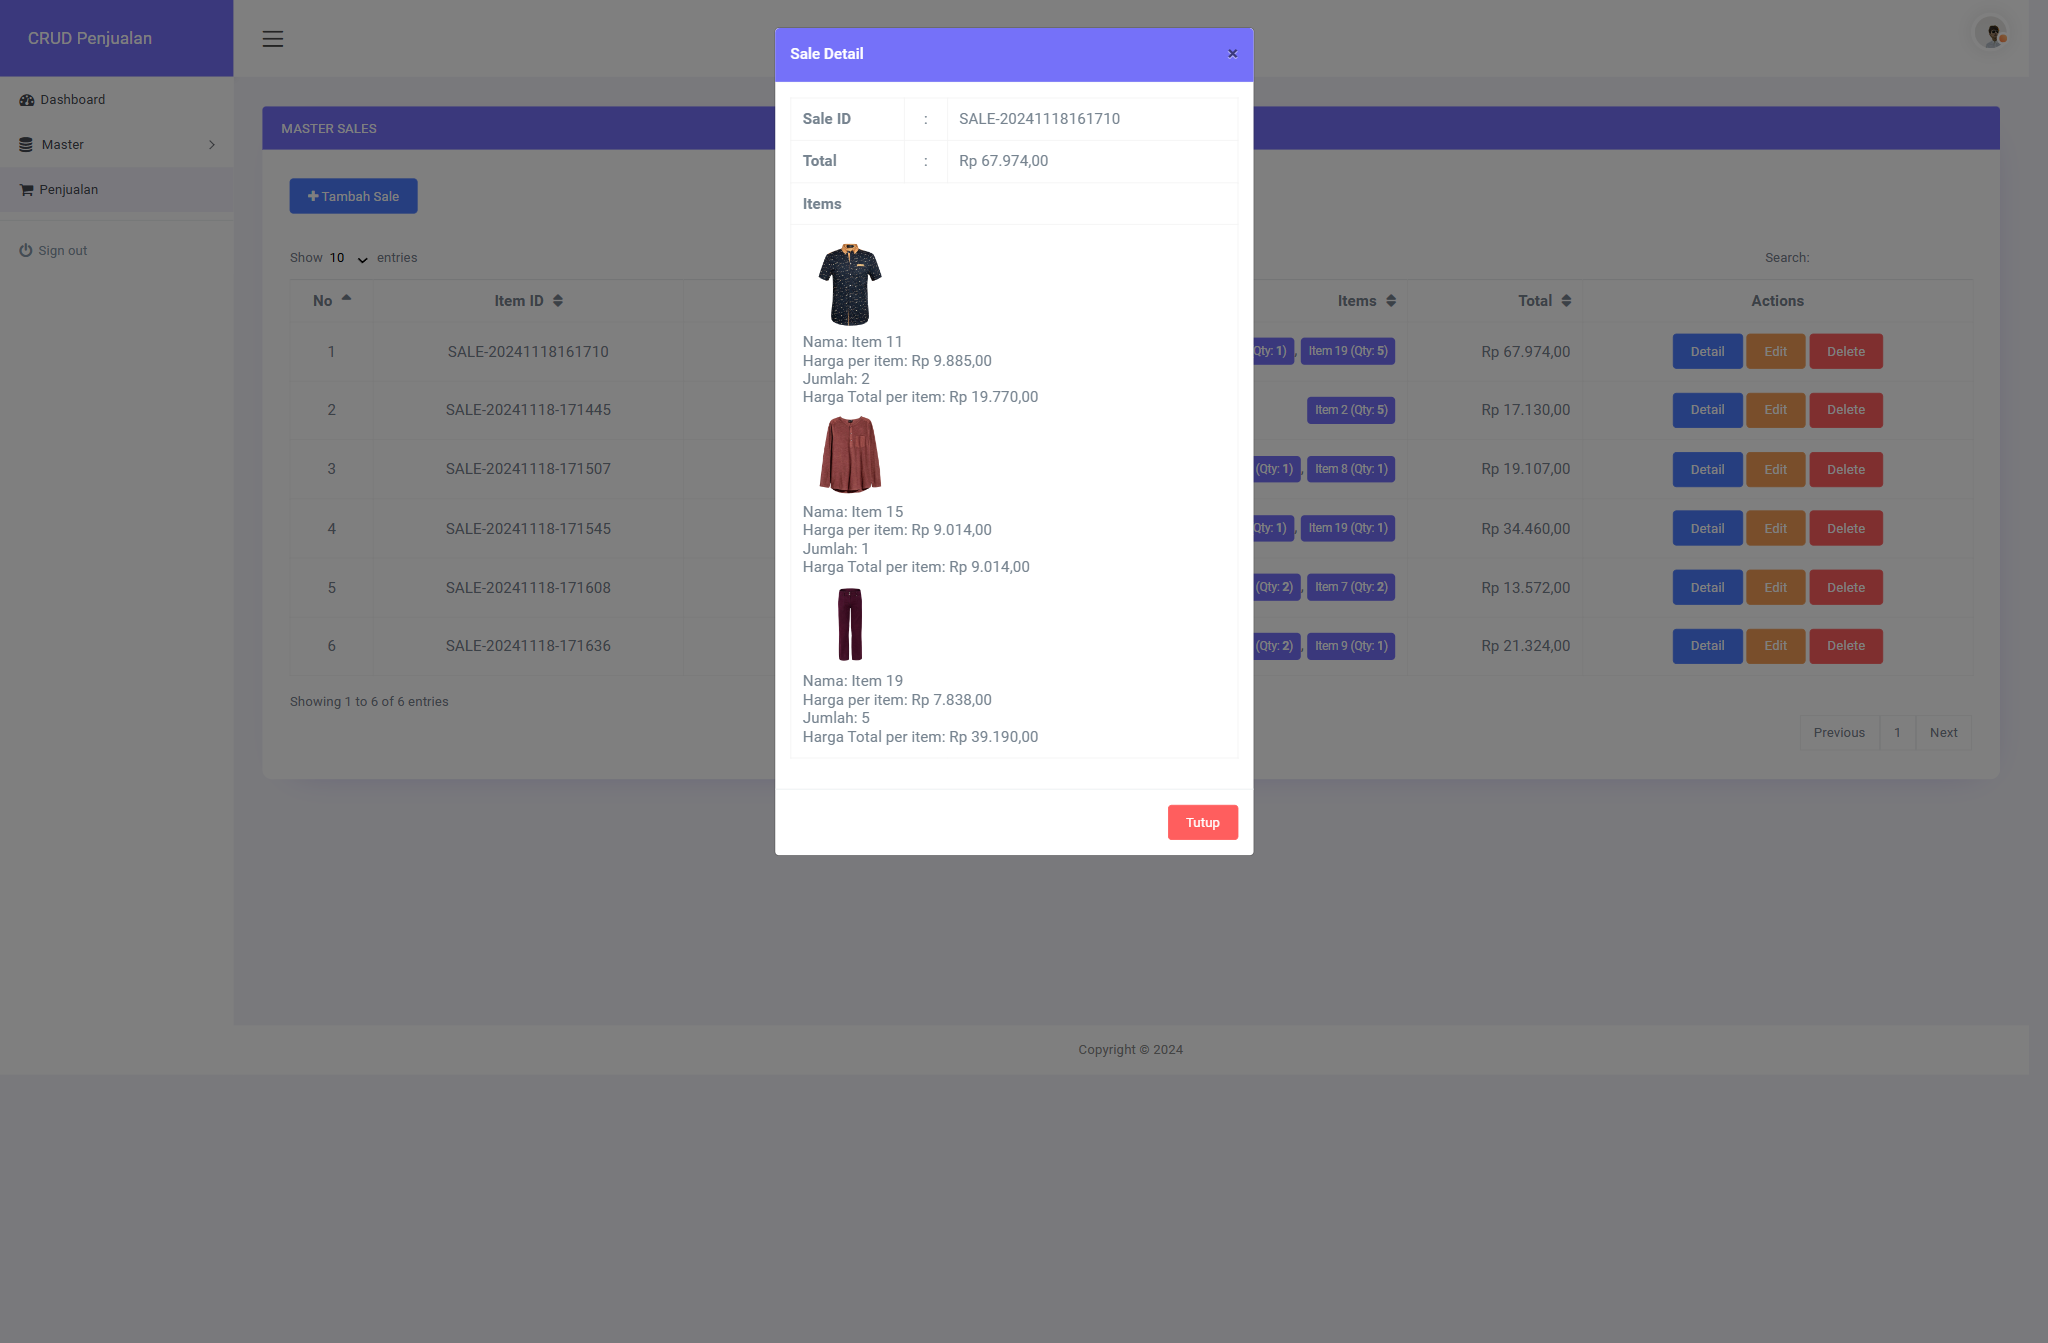 CRUD Penjualan
Dashboard
Master
Penjualan
Sign out
MASTER SALES
Tambah Sale
Show 10 entries
Search:
No Item ID Items Total Actions
1 SALE-20241118161710 Qty: 1) , Item 19 (Qty: 5) Rp 67.974,00 Detail Edit Delete
2 SALE-20241118-171445 Item 2 (Qty: 5) Rp 17.130,00 Detail Edit Delete
3 SALE-20241118-171507 (Qty: 1) , Item 8 (Qty: 1) Rp 19.107,00 Detail Edit Delete
4 SALE-20241118-171545 Qty: 1) , Item 19 (Qty: 1) Rp 34.460,00 Detail Edit Delete
5 SALE-20241118-171608 (Qty: 2) , Item 7 (Qty: 2) Rp 13.572,00 Detail Edit Delete
6 SALE-20241118-171636 (Qty: 2) , Item 9 (Qty: 1) Rp 21.324,00 Detail Edit Delete
Showing 1 to 6 of 6 entries
Previous 1 Next
Copyright © 2024
Sale Detail ×
Sale ID : SALE-20241118161710
Total : Rp 67.974,00
Items
Nama: Item 11
Harga per item: Rp 9.885,00
Jumlah: 2
Harga Total per item: Rp 19.770,00
Nama: Item 15
Harga per item: Rp 9.014,00
Jumlah: 1
Harga Total per item: Rp 9.014,00
Nama: Item 19
Harga per item: Rp 7.838,00
Jumlah: 5
Harga Total per item: Rp 39.190,00
Tutup